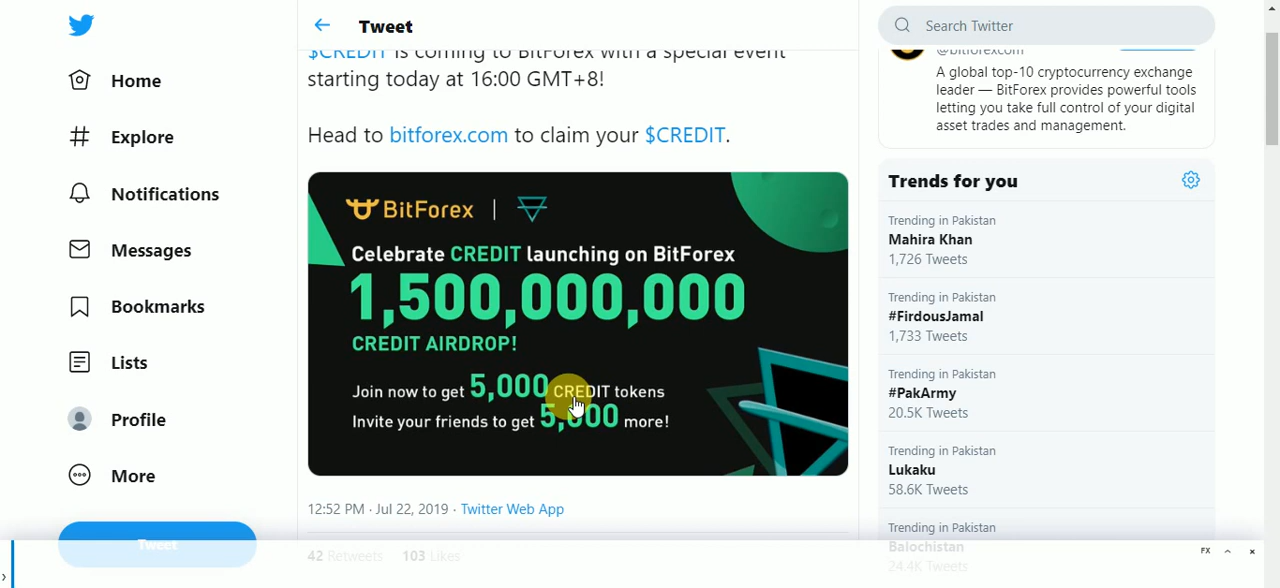 Home
Explore
Notifications
Messages
Bookmarks
Lists
Profile
More
Tweet
Tweet
$CREDIT is coming to BitForex with a special event
starting today at 16:00 GMT+8!
Head to bitforex.com to claim your $CREDIT.
BitForex
Celebrate CREDIT launching on BitForex
1,500,000,000
CREDIT AIRDROP!
Join now to get 5,000 CREDIT tokens
Invite your friends to get 5,000 more!
12:52 PM · Jul 22, 2019 · Twitter Web App
42 Retweets 103 Likes
Search Twitter
@bitforexcom
A global top-10 cryptocurrency exchange
leader — BitForex provides powerful tools
letting you take full control of your digital
asset trades and management.
Trends for you
Trending in Pakistan
Mahira Khan
1,726 Tweets
Trending in Pakistan
#FirdousJamal
1,733 Tweets
Trending in Pakistan
#PakArmy
20.5K Tweets
Trending in Pakistan
Lukaku
58.6K Tweets
Trending in Pakistan
Balochistan
24.4K Tweets
FX